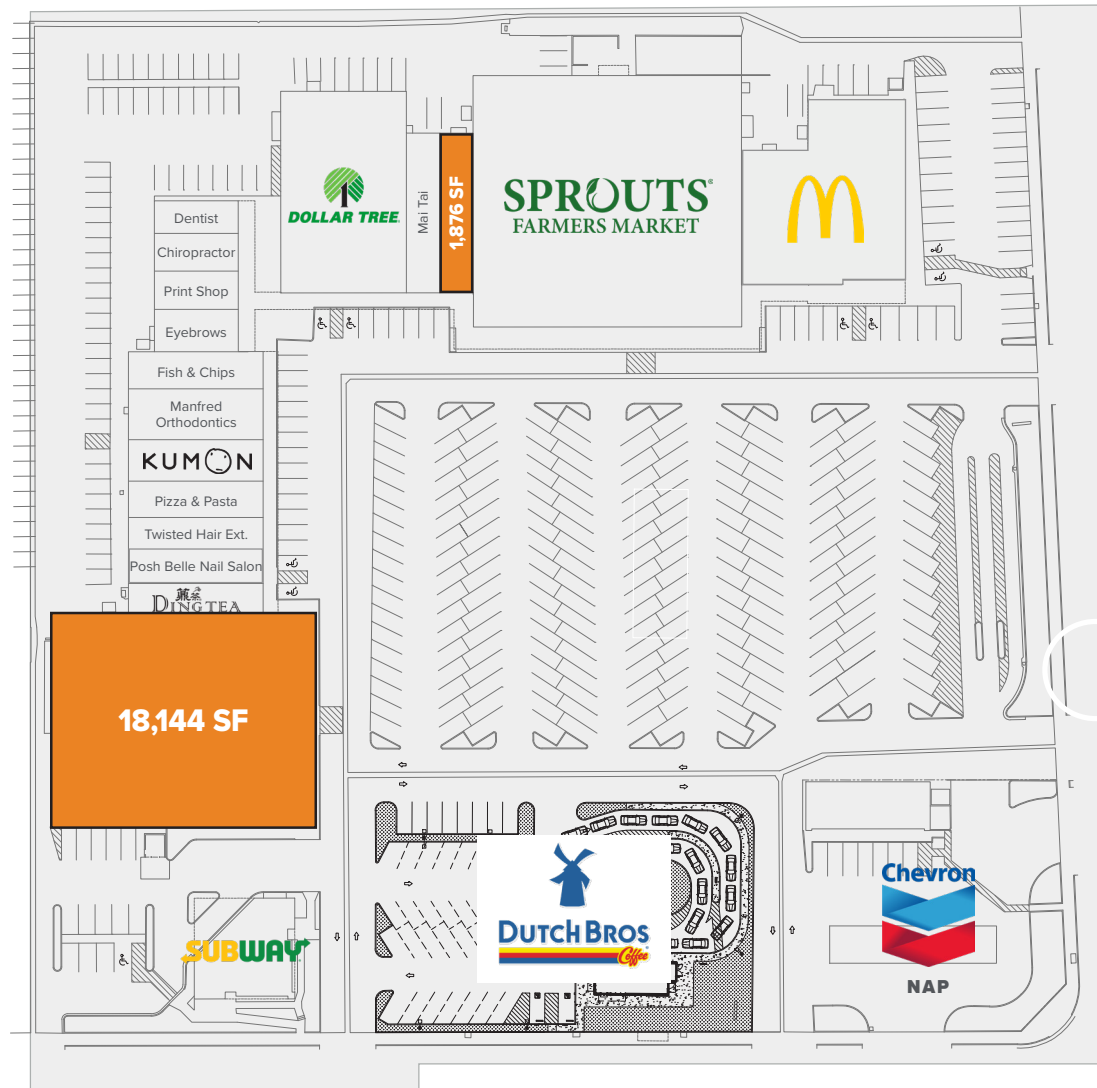 DOLLAR TREE
Mai Tai
1,876 SF
SPROUTS®
FARMERS MARKET
Dentist
Chiropractor
Print Shop
Eyebrows
Fish & Chips
Manfred
Orthodontics
KUMON
Pizza & Pasta
Twisted Hair Ext.
Posh Belle Nail Salon
DING TEA
18,144 SF
SUBWAY
DUTCH BROS
Coffee
Chevron
NAP